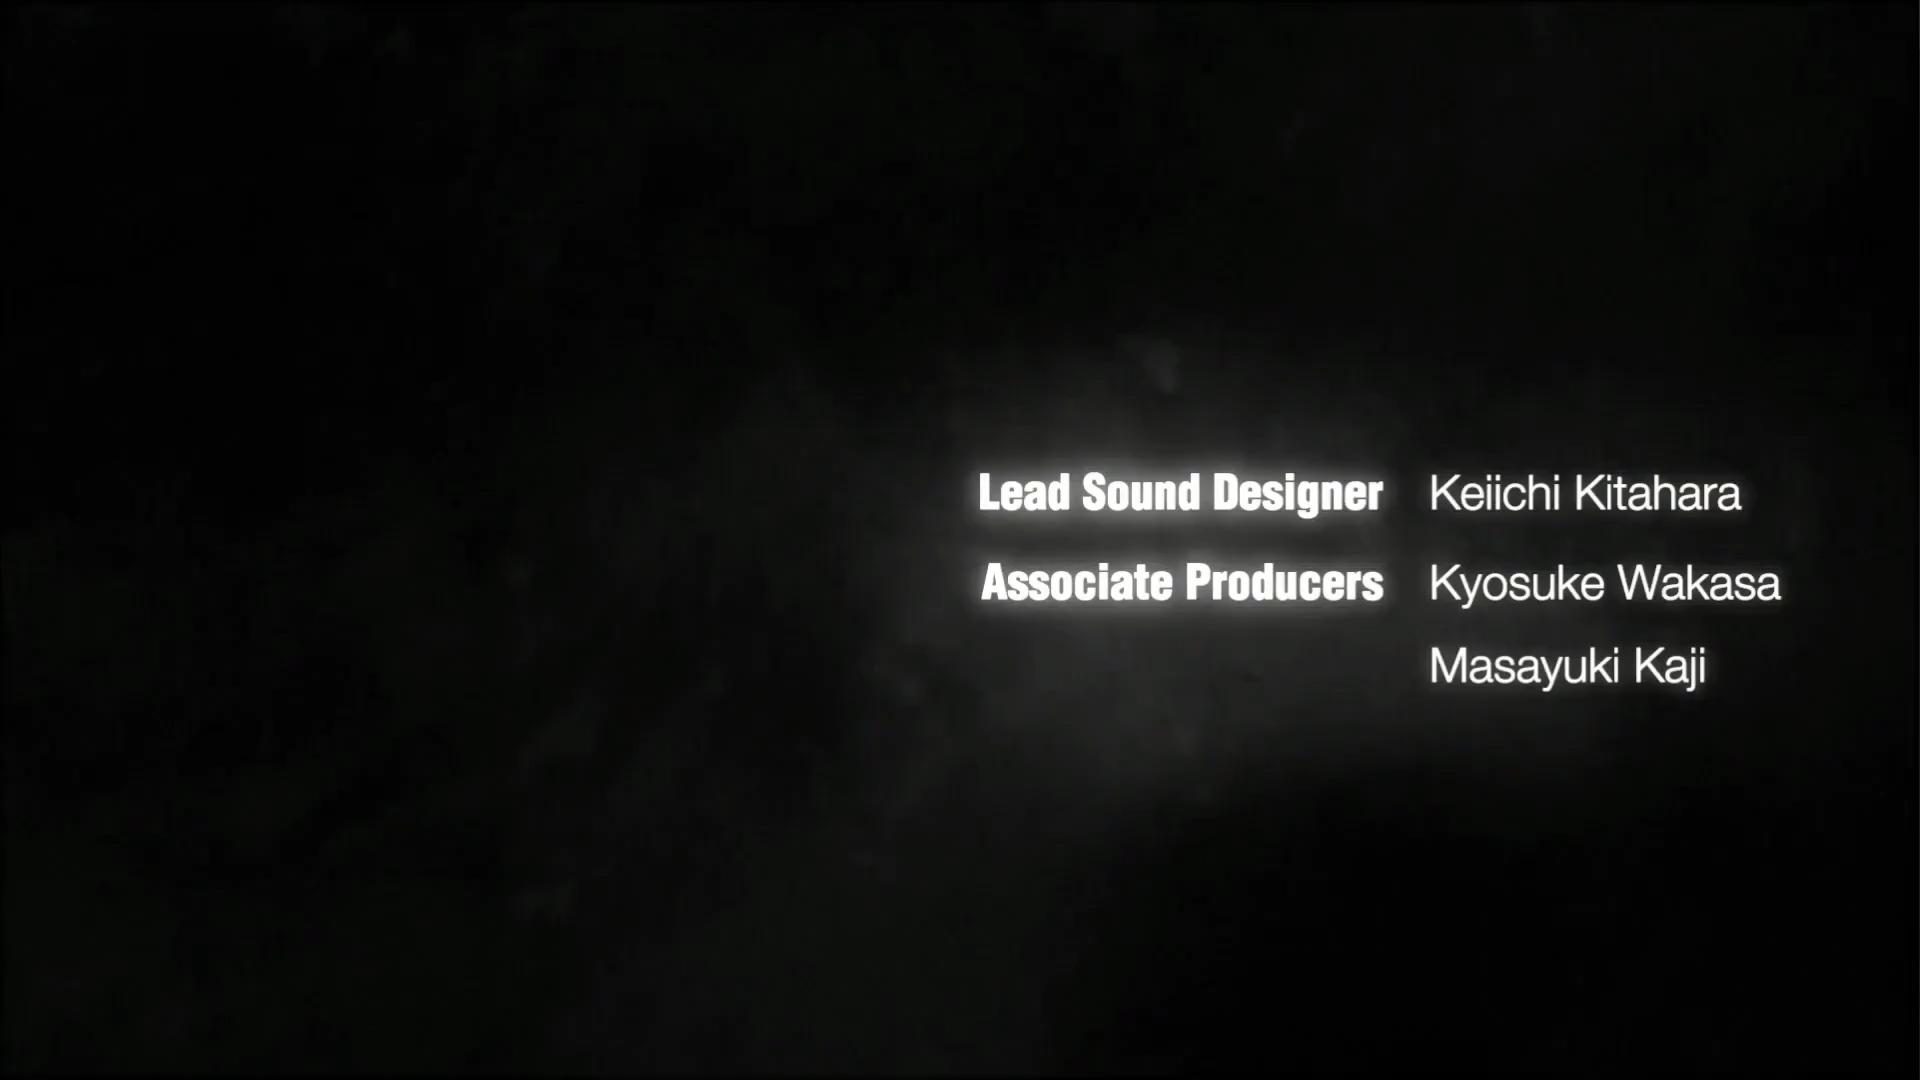 Lead Sound Designer Keiichi Kitahara
Associate Producers Kyosuke Wakasa
Masayuki Kaji